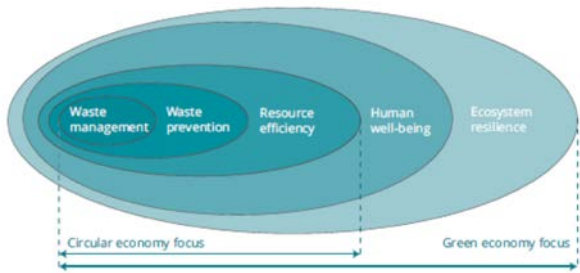 Waste
management
Waste
prevention
Resource
efficiency
Human
well-being
Ecosystem
resilience
Circular economy focus
Green economy focus